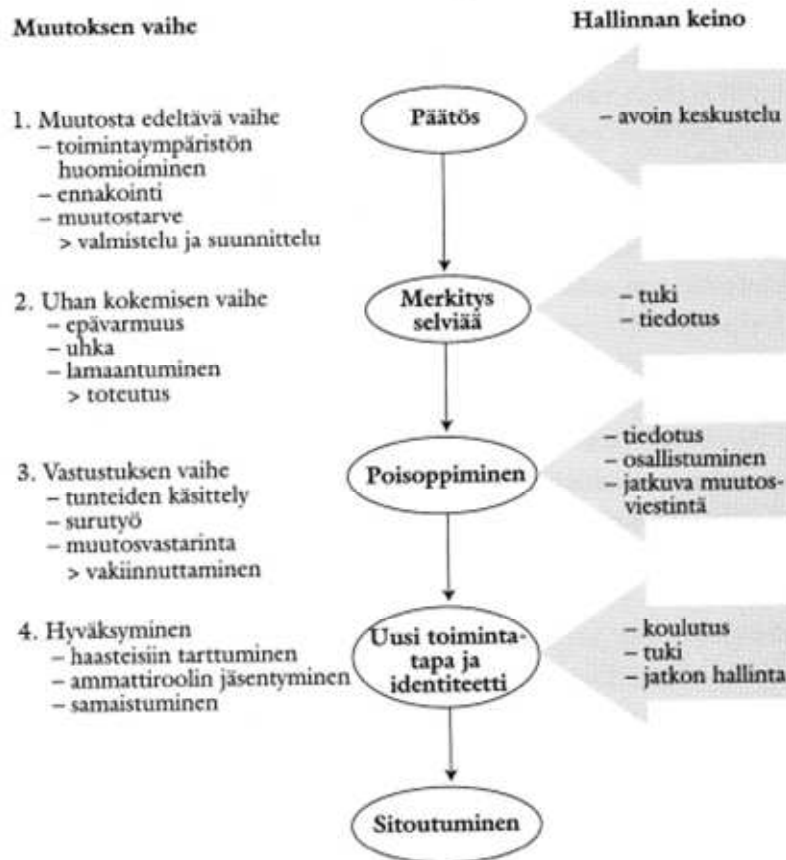 Muutoksen vaihe
Hallinnan keino
1. Muutosta edeltävä vaihe
– toimintaympäristön
huomioiminen
– ennakointi
– muutostarve
> valmistelu ja suunnittelu
Päätös
– avoin keskustelu
2. Uhan kokemisen vaihe
– epävarmuus
– uhka
– lamaantuminen
> toteutus
Merkitys
selviää
– tuki
– tiedotus
3. Vastustuksen vaihe
– tunteiden käsittely
– surutyö
– muutosvastarinta
> vakiinnuttaminen
Poisoppiminen
– tiedotus
– osallistuminen
– jatkuva muutos-
viestintä
4. Hyväksyminen
– haasteisiin tarttuminen
– ammattiroolin jäsentyminen
– samaistuminen
Uusi toiminta-
tapa ja
identiteetti
– koulutus
– tuki
– jatkon hallinta
Sitoutuminen